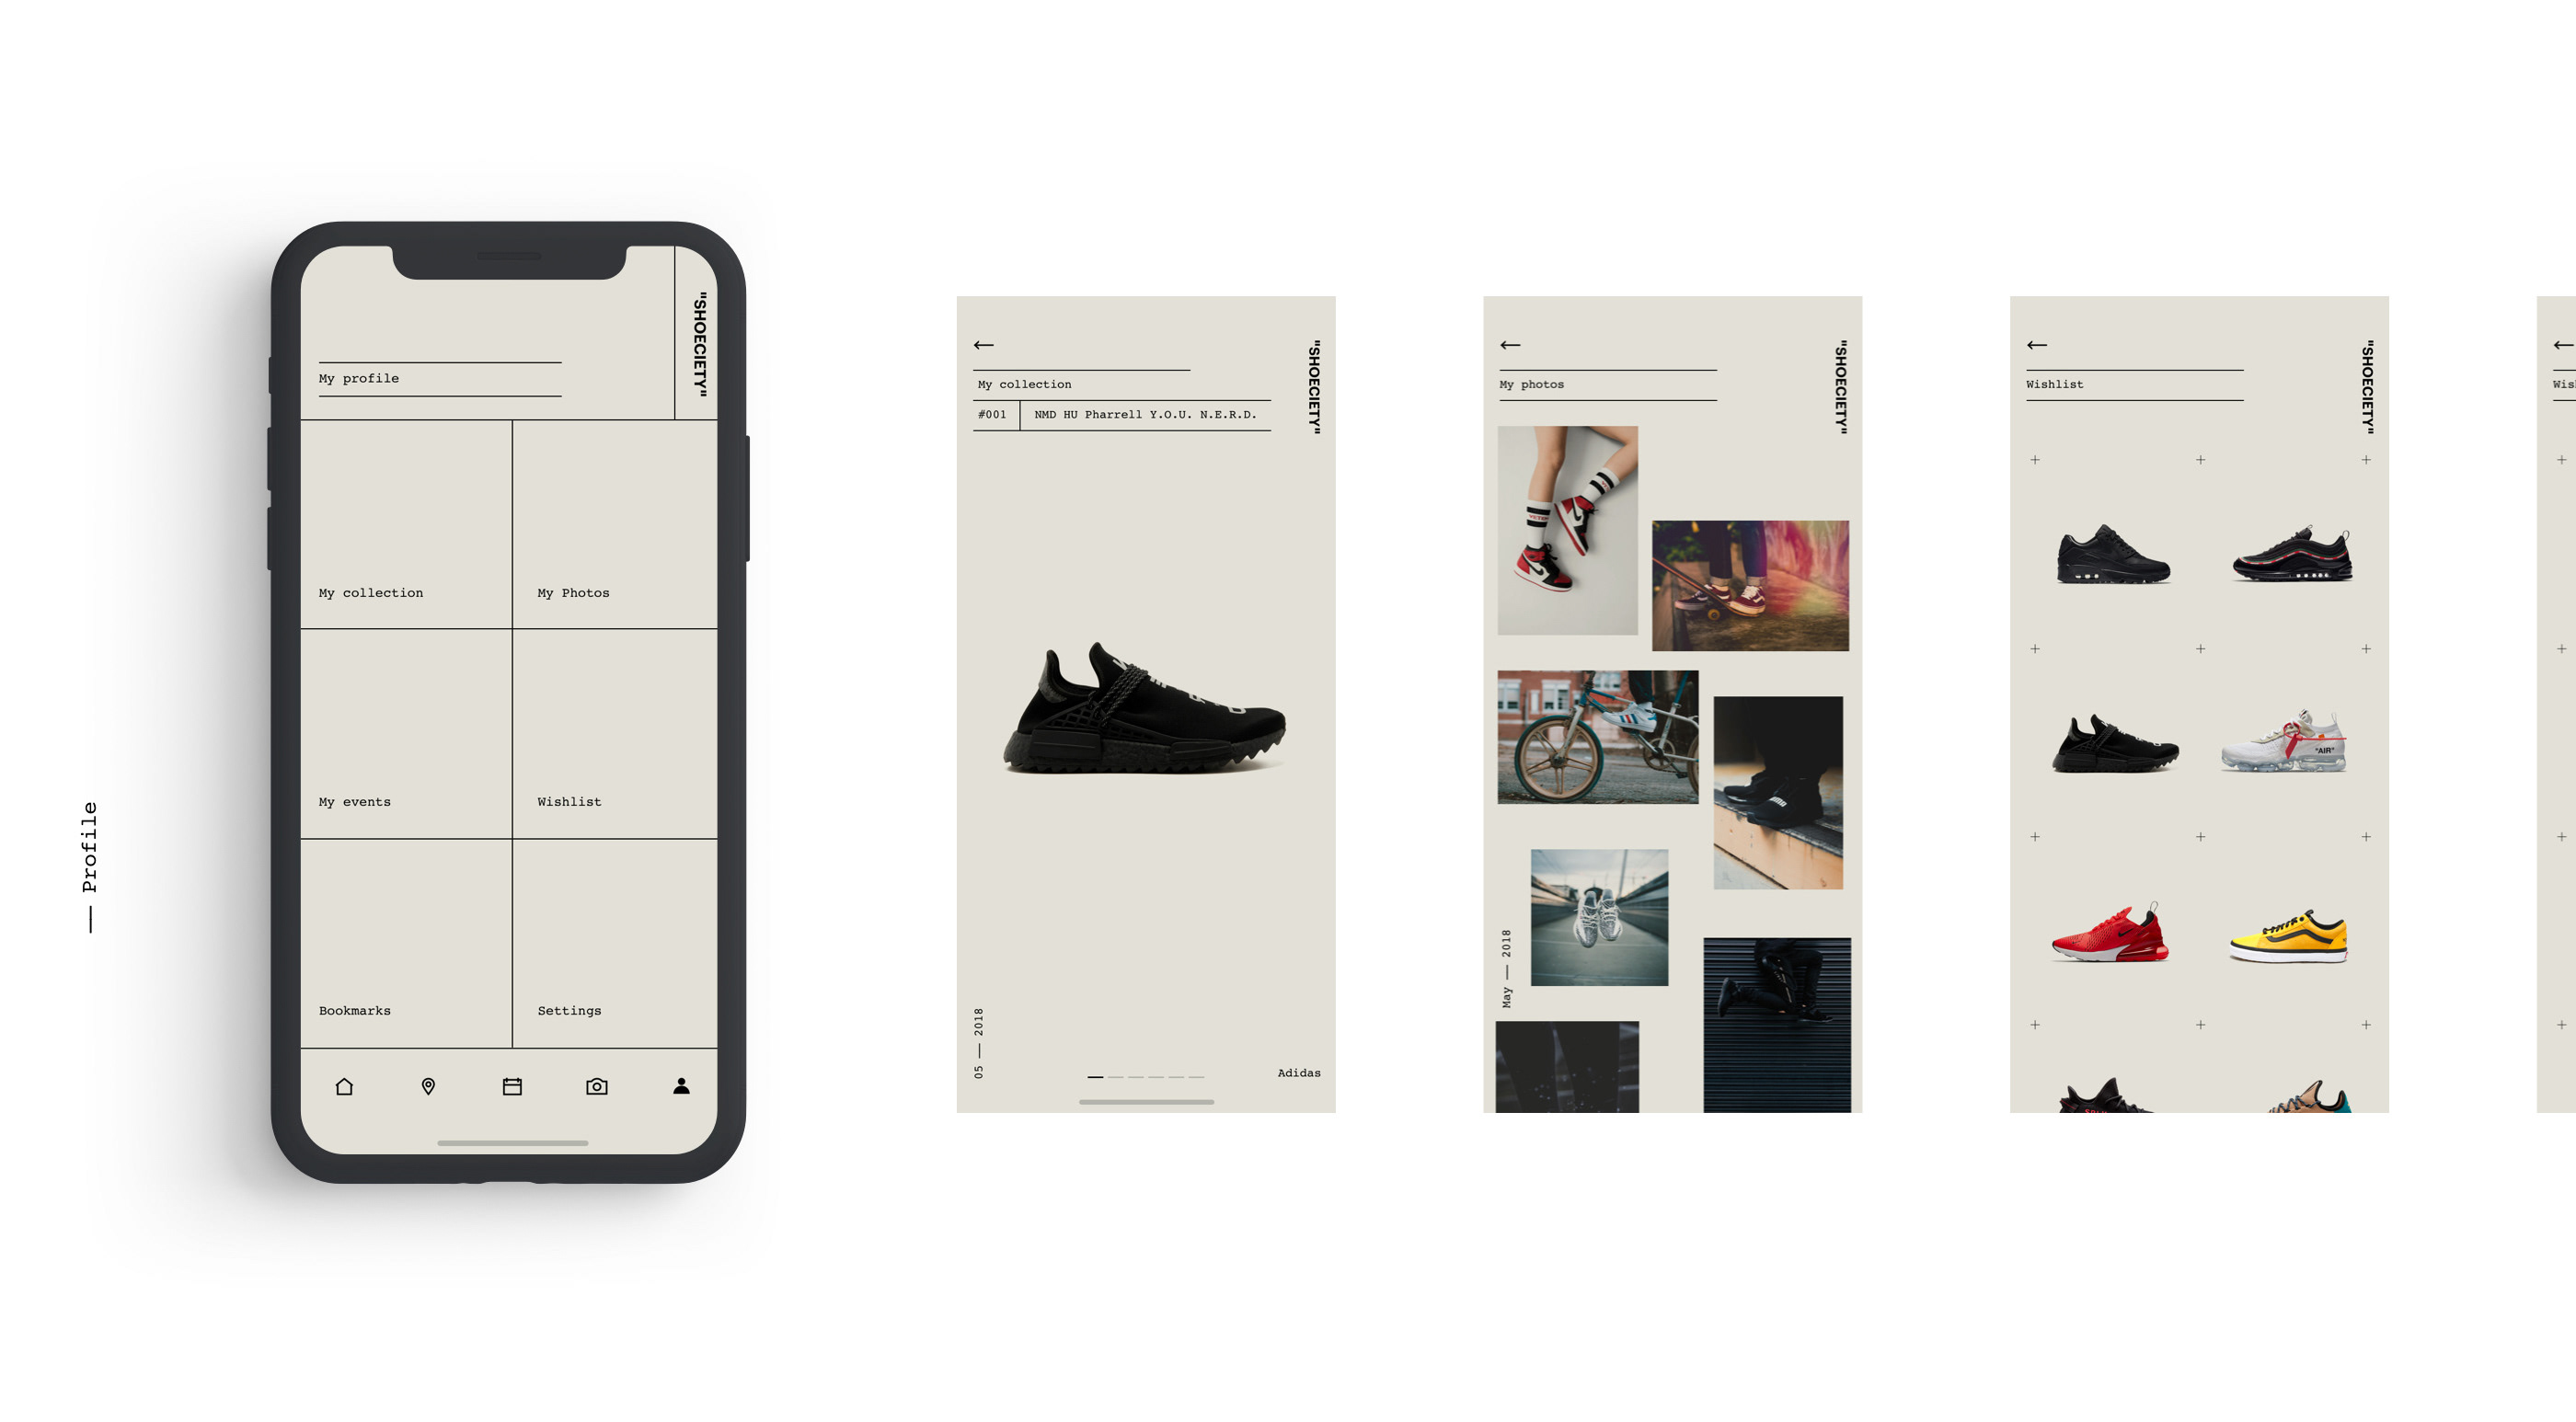 — Profile
"SHOECIETY"
My profile
My collection
My Photos
My events
Wishlist
Bookmarks
Settings
"SHOECIETY"
My collection
#001 NMD HU Pharrell Y.O.U. N.E.R.D.
05 — 2018
Adidas
"SHOECIETY"
My photos
May — 2018
"SHOECIETY"
Wishlist
"AIR"